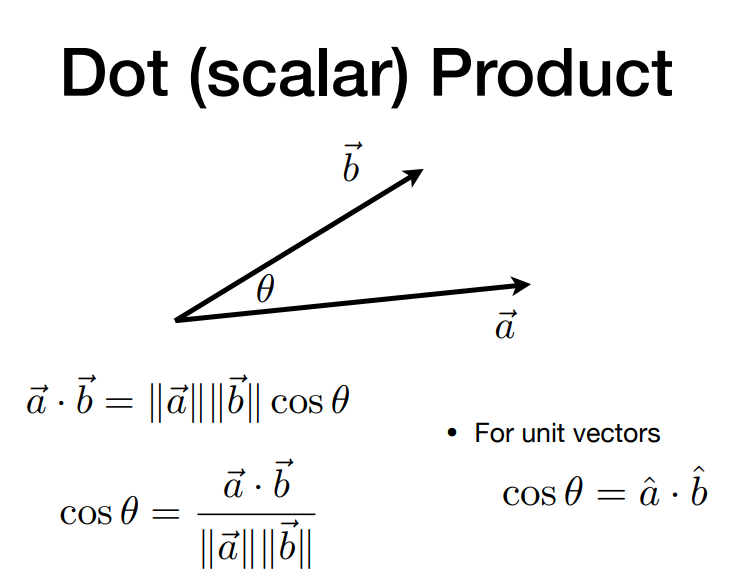 Dot (scalar) Product
$\vec{b}$
$\theta$
$\vec{a}$
$\vec{a} \cdot \vec{b} = \|\vec{a}\| \|\vec{b}\| \cos\theta$
$\cos\theta = \frac{\vec{a} \cdot \vec{b}}{\|\vec{a}\| \|\vec{b}\|}$
• For unit vectors
$\cos\theta = \hat{a} \cdot \hat{b}$